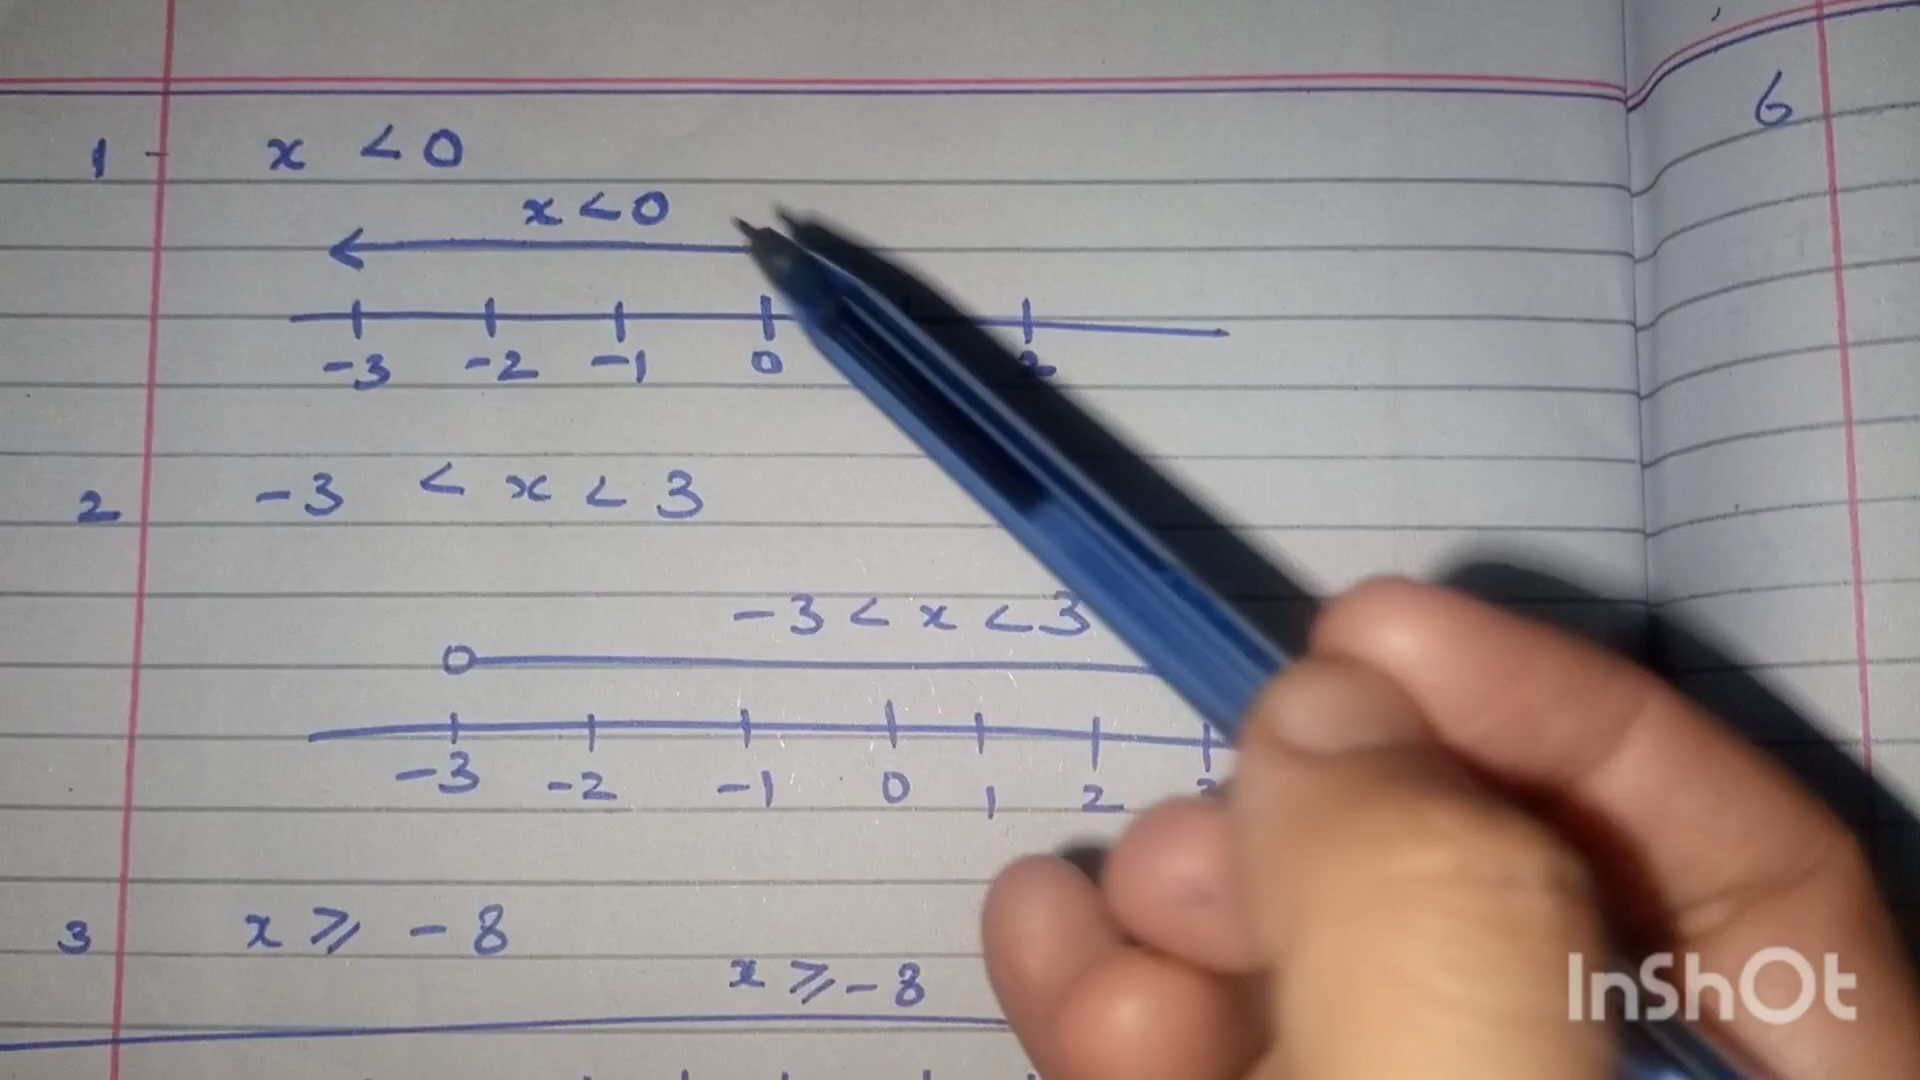 6
1 - x < 0
x < 0
-3 -2 -1 0 2
2 -3 < x < 3
-3 < x < 3
-3 -2 -1 0 1 2
3 x ⩾ -8
x ⩾ -8
InShOt